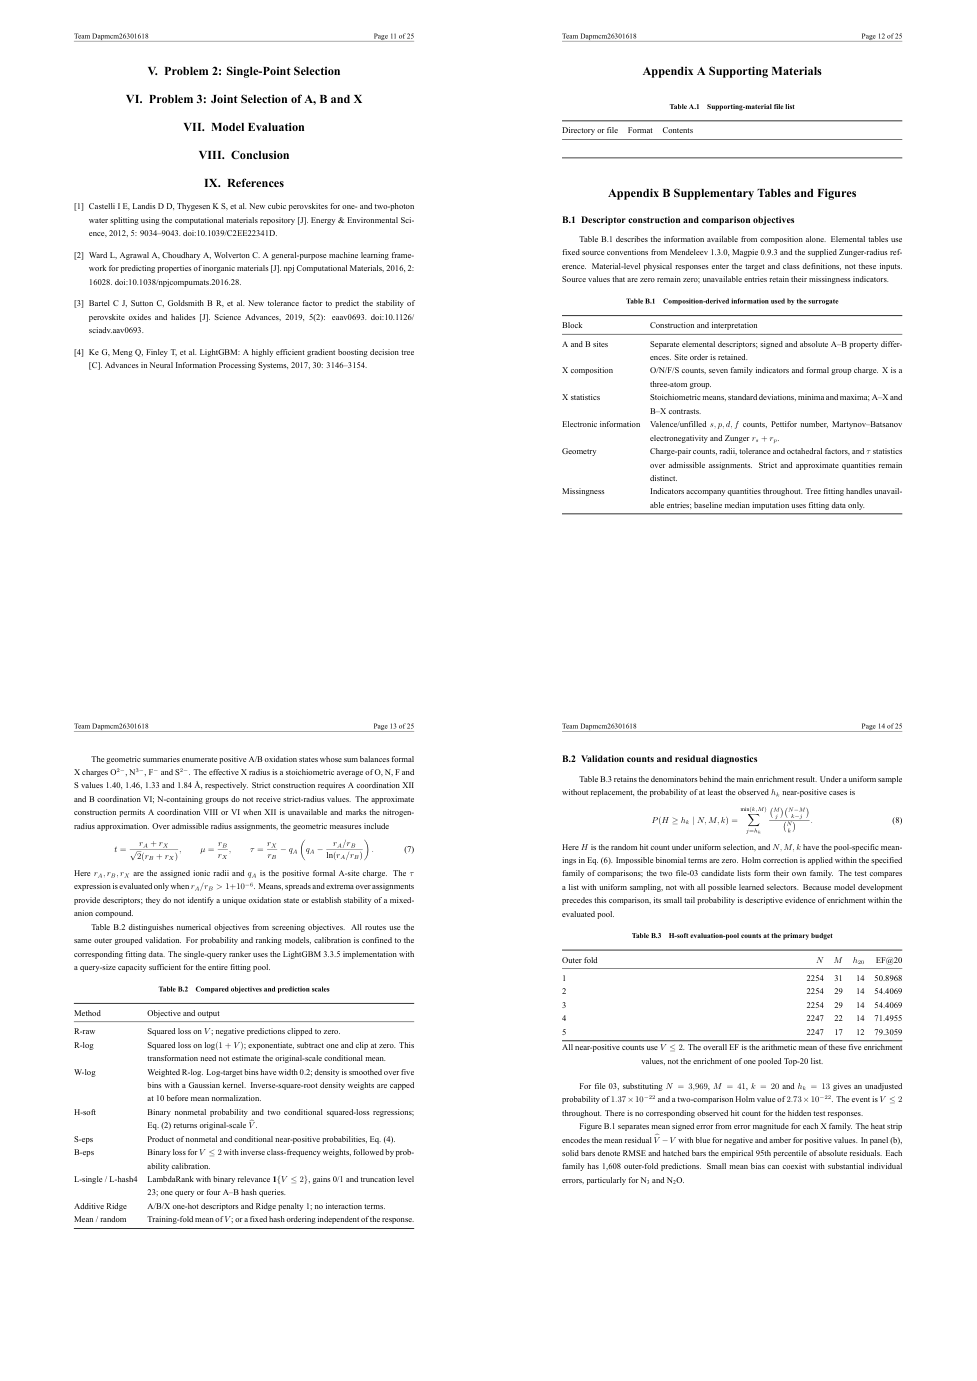 Team Dapmcm26301618 Page 11 of 25
V. Problem 2: Single-Point Selection
VI. Problem 3: Joint Selection of A, B and X
VII. Model Evaluation
VIII. Conclusion
IX. References
[1] Castelli I E, Landis D D, Thygesen K S, et al. New cubic perovskites for one- and two-photon
water splitting using the computational materials repository [J]. Energy & Environmental Sci-
ence, 2012, 5: 9034–9043. doi:10.1039/C2EE22341D.
[2] Ward L, Agrawal A, Choudhary A, Wolverton C. A general-purpose machine learning frame-
work for predicting properties of inorganic materials [J]. npj Computational Materials, 2016, 2:
16028. doi:10.1038/npjcompumats.2016.28.
[3] Bartel C J, Sutton C, Goldsmith B R, et al. New tolerance factor to predict the stability of
perovskite oxides and halides [J]. Science Advances, 2019, 5(2): eaav0693. doi:10.1126/
sciadv.aav0693.
[4] Ke G, Meng Q, Finley T, et al. LightGBM: A highly efficient gradient boosting decision tree
[C]. Advances in Neural Information Processing Systems, 2017, 30: 3146–3154.
Team Dapmcm26301618 Page 12 of 25
Appendix A Supporting Materials
Table A.1 Supporting-material file list
Directory or file Format Contents
Appendix B Supplementary Tables and Figures
B.1 Descriptor construction and comparison objectives
Table B.1 describes the information available from composition alone. Elemental tables use
fixed source conventions from Mendeleev 1.3.0, Magpie 0.9.3 and the supplied Zunger-radius ref-
erence. Material-level physical responses enter the target and class definitions, not these inputs.
Source values that are zero remain zero; unavailable entries retain their missingness indicators.
Table B.1 Composition-derived information used by the surrogate
Block Construction and interpretation
A and B sites Separate elemental descriptors; signed and absolute A–B property differ-
ences. Site order is retained.
X composition O/N/F/S counts, seven family indicators and formal group charge. X is a
three-atom group.
X statistics Stoichiometric means, standard deviations, minima and maxima; A–X and
B–X contrasts.
Electronic information Valence/unfilled s, p, d, f counts, Pettifor number, Martynov–Batsanov
electronegativity and Zunger rₛ + rₚ.
Geometry Charge-pair counts, radii, tolerance and octahedral factors, and τ statistics
over admissible assignments. Strict and approximate quantities remain
distinct.
Missingness Indicators accompany quantities throughout. Tree fitting handles unavail-
able entries; baseline median imputation uses fitting data only.
Team Dapmcm26301618 Page 13 of 25
The geometric summaries enumerate positive A/B oxidation states whose sum balances formal
X charges O²⁻, N³⁻, F⁻ and S²⁻. The effective X radius is a stoichiometric average of O, N, F and
S values 1.40, 1.46, 1.33 and 1.84 Å, respectively. Strict construction requires A coordination XII
and B coordination VI; N-containing groups do not receive strict-radius values. The approximate
construction permits A coordination VIII or VI when XII is unavailable and marks the nitrogen-
radius approximation. Over admissible radius assignments, the geometric measures include
t = (r_A + r_X)/(√2(r_B + r_X)), μ = r_B/r_X, τ = r_X/r_B − q_A (q_A − (r_A/r_B)/ln(r_A/r_B)). (7)
Here r_A, r_B, r_X are the assigned ionic radii and q_A is the positive formal A-site charge. The τ
expression is evaluated only when r_A/r_B > 1+10⁻⁶. Means, spreads and extrema over assignments
provide descriptors; they do not identify a unique oxidation state or establish stability of a mixed-
anion compound.
Table B.2 distinguishes numerical objectives from screening objectives. All routes use the
same outer grouped validation. For probability and ranking models, calibration is confined to the
corresponding fitting data. The single-query ranker uses the LightGBM 3.3.5 implementation with
a query-size capacity sufficient for the entire fitting pool.
Table B.2 Compared objectives and prediction scales
Method Objective and output
R-raw Squared loss on V; negative predictions clipped to zero.
R-log Squared loss on log(1 + V); exponentiate, subtract one and clip at zero. This
transformation need not estimate the original-scale conditional mean.
W-log Weighted R-log. Log-target bins have width 0.2; density is smoothed over five
bins with a Gaussian kernel. Inverse-square-root density weights are capped
at 10 before mean normalization.
H-soft Binary nonmetal probability and two conditional squared-loss regressions;
Eq. (2) returns original-scale V̂.
S-eps Product of nonmetal and conditional near-positive probabilities, Eq. (4).
B-eps Binary loss for V ≤ 2 with inverse class-frequency weights, followed by prob-
ability calibration.
L-single / L-hash4 LambdaRank with binary relevance 1{V ≤ 2}, gains 0/1 and truncation level
23; one query or four A–B hash queries.
Additive Ridge A/B/X one-hot descriptors and Ridge penalty 1; no interaction terms.
Mean / random Training-fold mean of V; or a fixed hash ordering independent of the response.
Team Dapmcm26301618 Page 14 of 25
B.2 Validation counts and residual diagnostics
Table B.3 retains the denominators behind the main enrichment result. Under a uniform sample
without replacement, the probability of at least the observed hₖ near-positive cases is
P(H ≥ hₖ | N, M, k) = ∑_{j=hₖ}^{min(k,M)} (M j)(N−M k−j)/(N k). (8)
Here H is the random hit count under uniform selection, and N, M, k have the pool-specific mean-
ings in Eq. (6). Impossible binomial terms are zero. Holm correction is applied within the specified
family of comparisons; the two file-03 candidate lists form their own family. The test compares
a list with uniform sampling, not with all possible learned selectors. Because model development
precedes this comparison, its small tail probability is descriptive evidence of enrichment within the
evaluated pool.
Table B.3 H-soft evaluation-pool counts at the primary budget
Outer fold N M h₂₀ EF@20
1 2254 31 14 50.8968
2 2254 29 14 54.4069
3 2254 29 14 54.4069
4 2247 22 14 71.4955
5 2247 17 12 79.3059
All near-positive counts use V ≤ 2. The overall EF is the arithmetic mean of these five enrichment
values, not the enrichment of one pooled Top-20 list.
For file 03, substituting N = 3,969, M = 41, k = 20 and hₖ = 13 gives an unadjusted
probability of 1.37 × 10⁻²² and a two-comparison Holm value of 2.73 × 10⁻²². The event is V ≤ 2
throughout. There is no corresponding observed hit count for the hidden test responses.
Figure B.1 separates mean signed error from error magnitude for each X family. The heat strip
encodes the mean residual V̂ − V with blue for negative and amber for positive values. In panel (b),
solid bars denote RMSE and hatched bars the empirical 95th percentile of absolute residuals. Each
family has 1,608 outer-fold predictions. Small mean bias can coexist with substantial individual
errors, particularly for N₃ and N₂O.